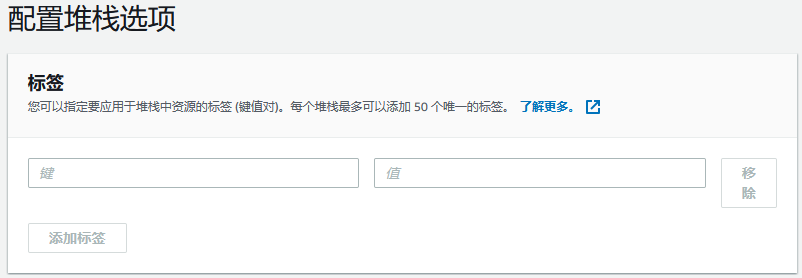 配置堆栈选项
标签
您可以指定要应用于堆栈中资源的标签 (键值对)。每个堆栈最多可以添加 50 个唯一的标签。 了解更多。
键 值 移
除
添加标签